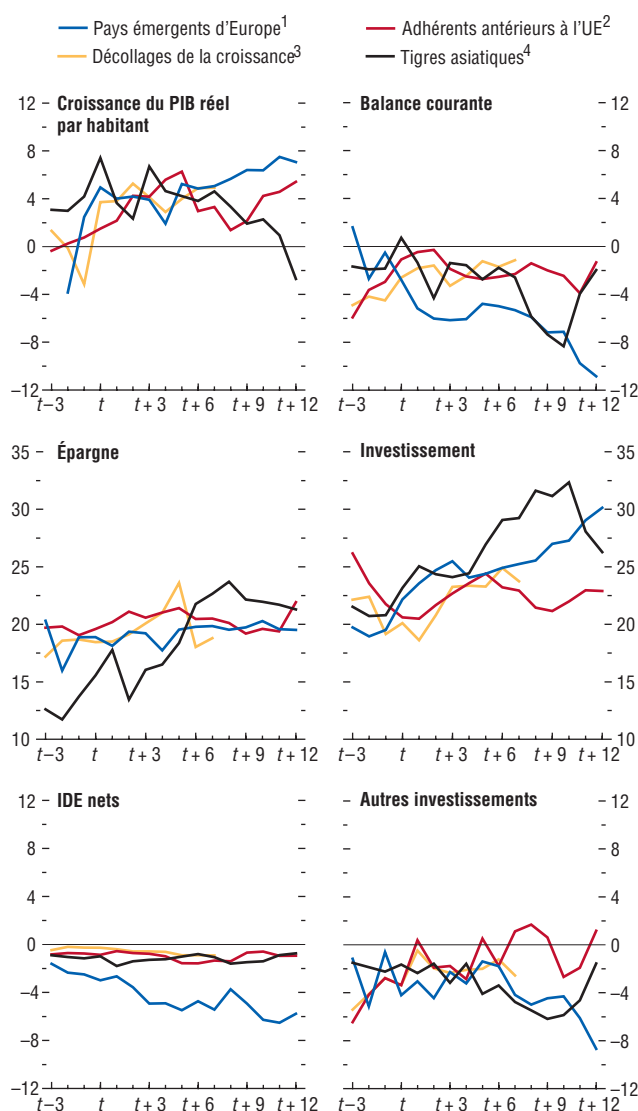 Pays émergents d’Europe1 Adhérents antérieurs à l’UE2
Décollages de la croissance3 Tigres asiatiques4
Croissance du PIB réel
par habitant
12
8
4
0
−4
−8
−12
t−3 t t + 3 t + 6 t + 9 t + 12
Balance courante
12
8
4
0
−4
−8
−12
t−3 t t + 3 t + 6 t + 9 t + 12
Épargne
35
30
25
20
15
10
t−3 t t + 3 t + 6 t + 9 t + 12
Investissement
35
30
25
20
15
10
t−3 t t + 3 t + 6 t + 9 t + 12
IDE nets
12
8
4
0
−4
−8
−12
t−3 t t + 3 t + 6 t + 9 t + 12
Autres investissements
12
8
4
0
−4
−8
−12
t−3 t t + 3 t + 6 t + 9 t + 12